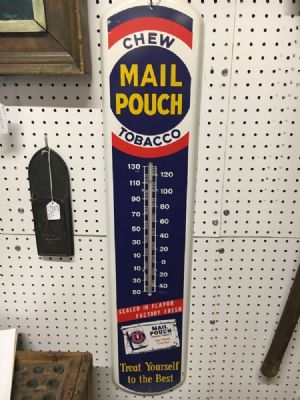 CHEW
MAIL
POUCH
TOBACCO
130
120
110
100
90
80
70
60
50
40
30
20
10
0
10
20
30
40
50
SEALED IN FLAVOR
FACTORY FRESH
MAIL
POUCH
Treat Yourself
to the Best